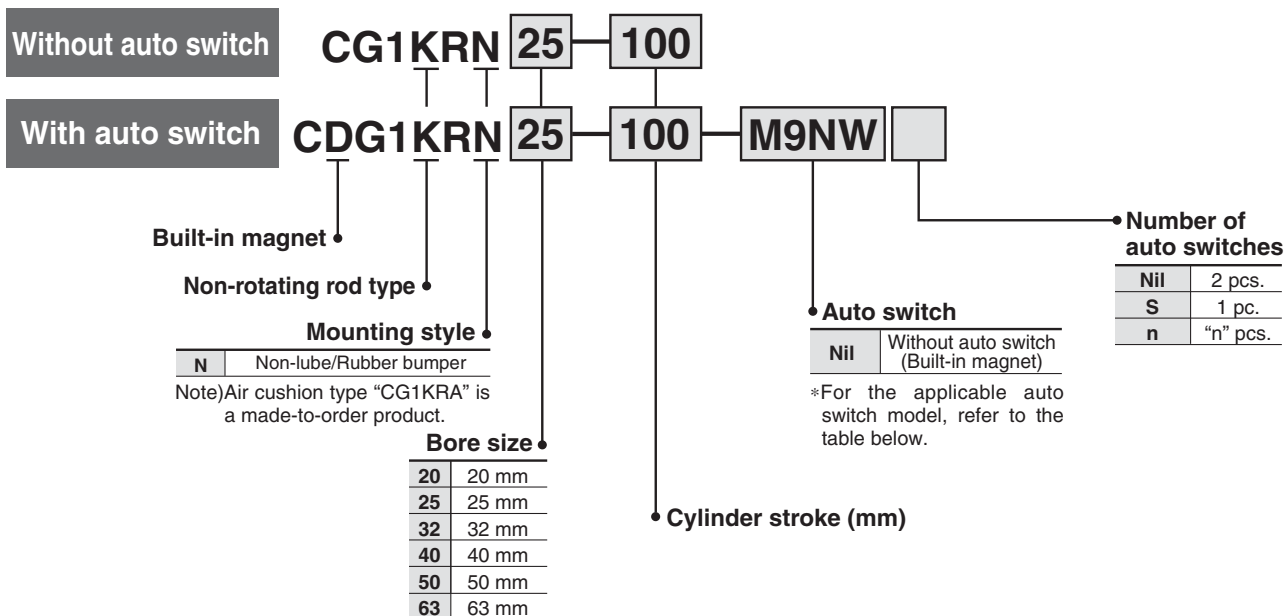 Without auto switch
CG1KRN 25 — 100
With auto switch
CDG1KRN 25 — 100 — M9NW
Built-in magnet
Non-rotating rod type
Mounting style
N Non-lube/Rubber bumper
Note)Air cushion type “CG1KRA” is
a made-to-order product.
Bore size
20 20 mm
25 25 mm
32 32 mm
40 40 mm
50 50 mm
63 63 mm
Cylinder stroke (mm)
Auto switch
Nil Without auto switch
(Built-in magnet)
*For the applicable auto
switch model, refer to the
table below.
Number of
auto switches
Nil 2 pcs.
S 1 pc.
n “n” pcs.